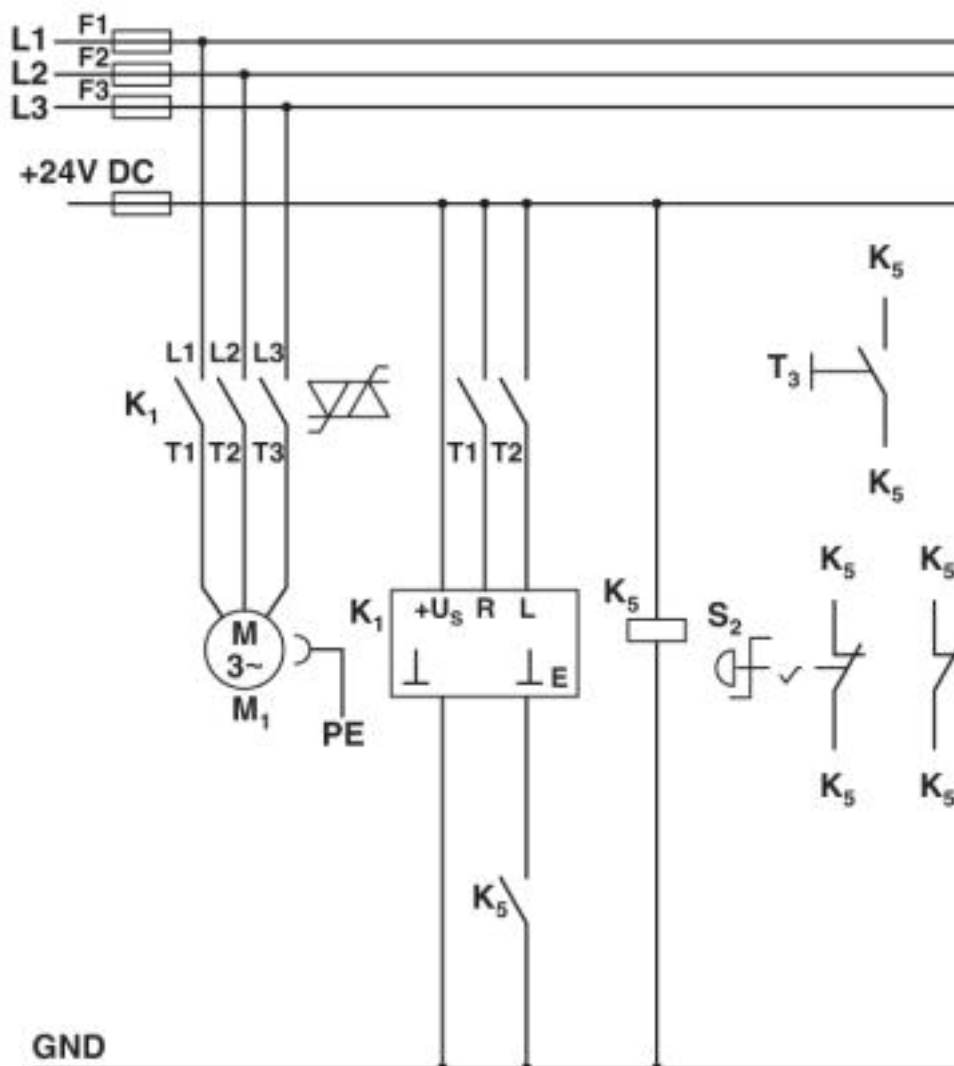 L1 F1
L2 F2
L3 F3
+24V DC
K5
L1 L2 L3
T3
K1
T1 T2 T3
T1 T2
K5
K5 K5
K1 +Us R L
K5
S2
M
3~
E
M1
PE
K5 K5
K5
GND